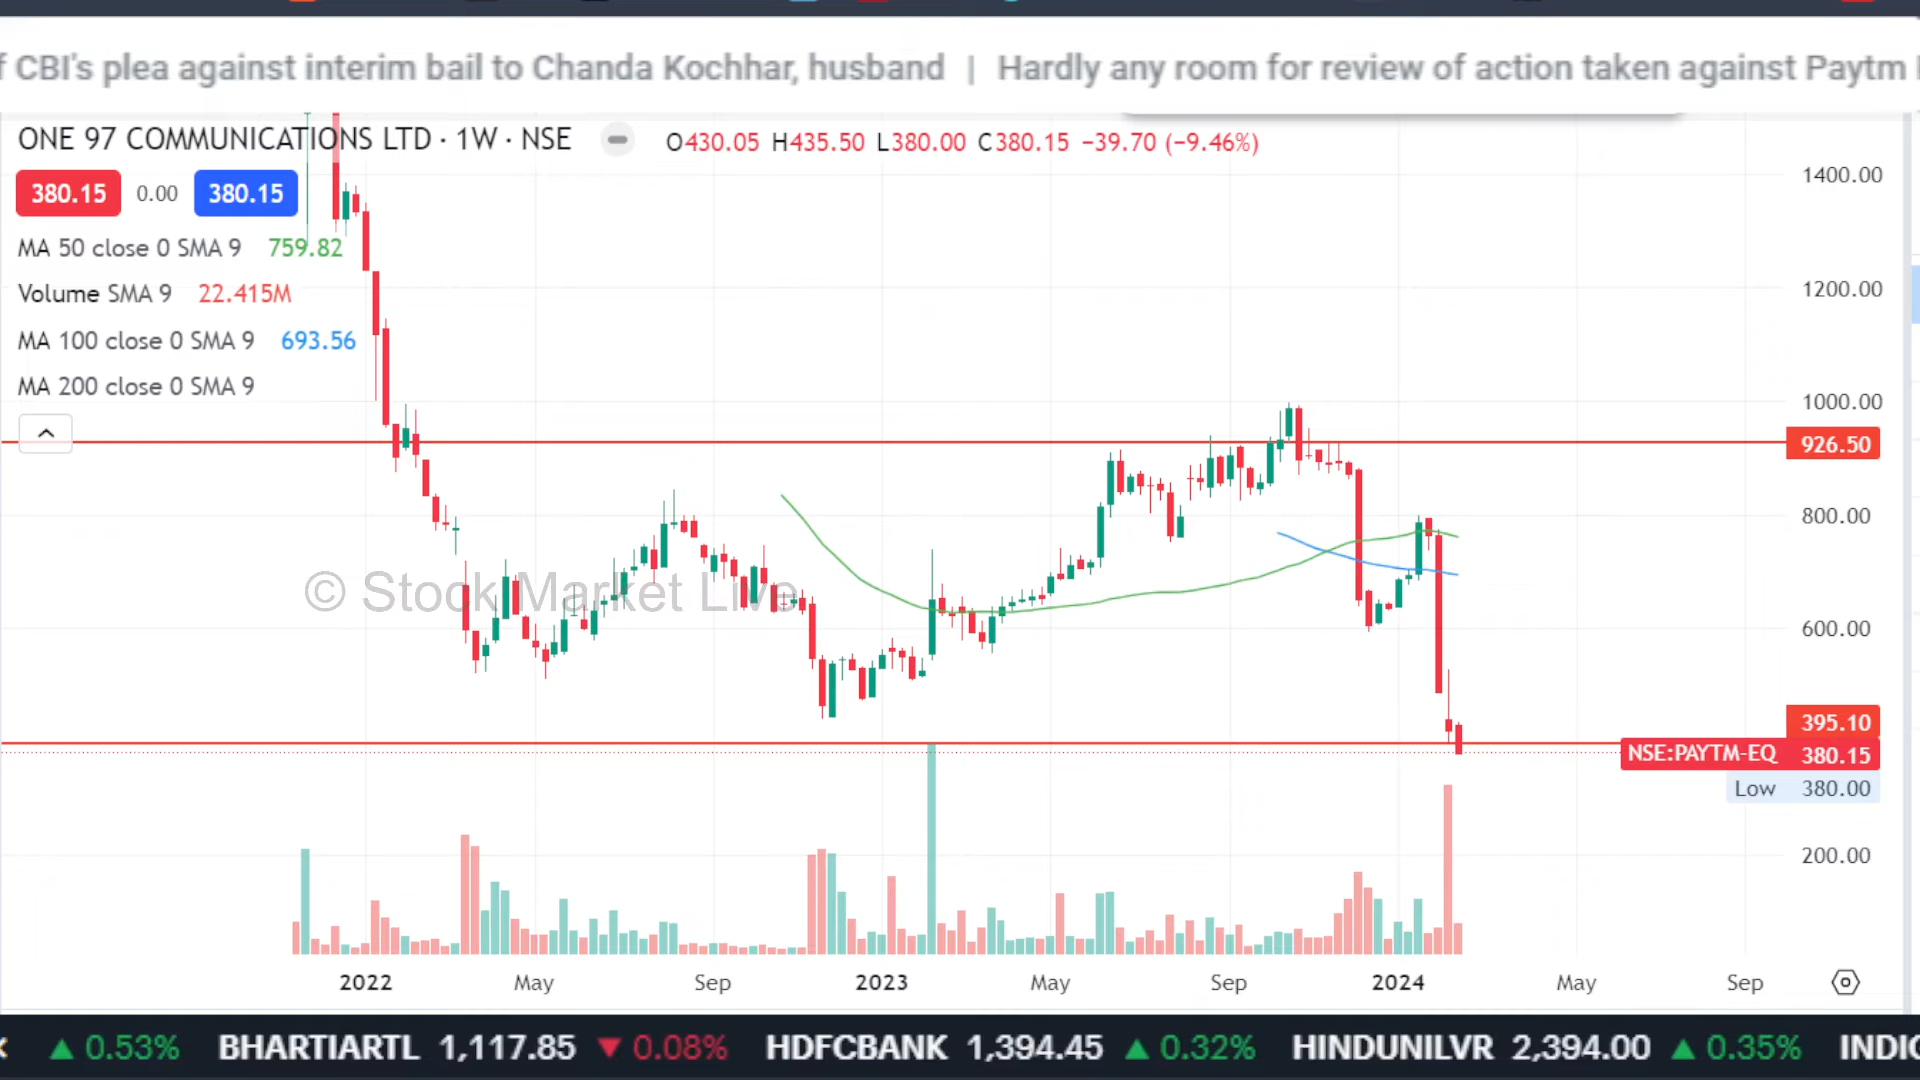 CBI's plea against interim bail to Chanda Kochhar, husband | Hardly any room for review of action taken against Paytm
ONE 97 COMMUNICATIONS LTD · 1W · NSE
O430.05 H435.50 L380.00 C380.15 −39.70 (−9.46%)
380.15 0.00 380.15
MA 50 close 0 SMA 9 759.82
Volume SMA 9 22.415M
MA 100 close 0 SMA 9 693.56
MA 200 close 0 SMA 9
© Stock Market Live
1400.00
1200.00
1000.00
926.50
800.00
600.00
395.10
NSE:PAYTM-EQ 380.15
Low 380.00
200.00
2022 May Sep 2023 May Sep 2024 May Sep
▲ 0.53% BHARTIARTL 1,117.85 ▼ 0.08% HDFCBANK 1,394.45 ▲ 0.32% HINDUNILVR 2,394.00 ▲ 0.35%